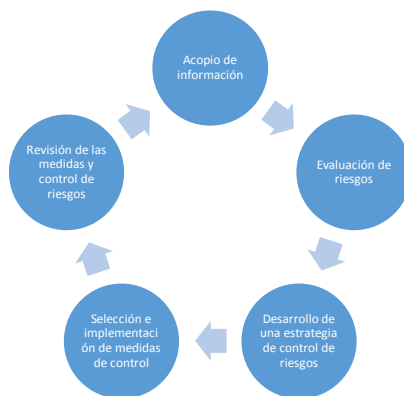 Acopio de
información
Evaluación de
riesgos
Desarrollo de
una estrategia
de control de
riesgos
Selección e
implementaci
ón de medidas
de control
Revisión de las
medidas y
control de
riesgos